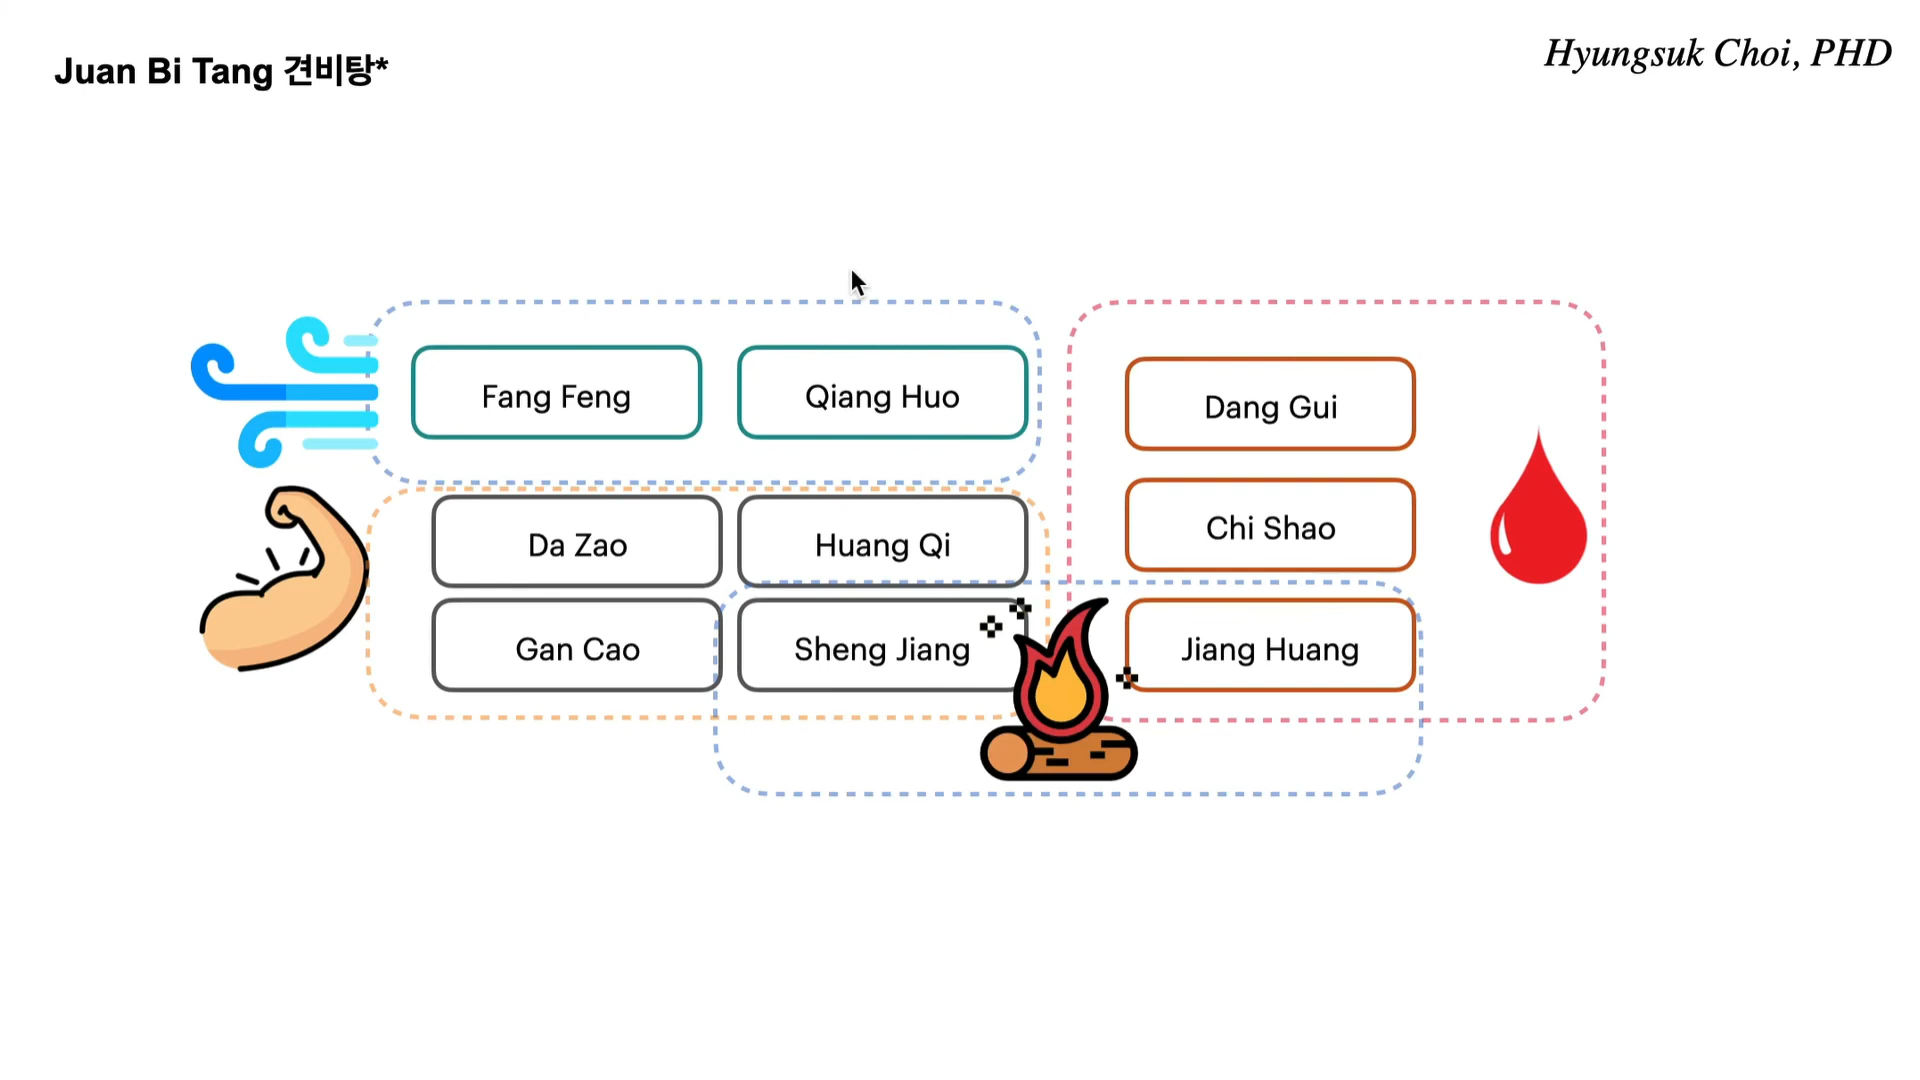 Juan Bi Tang 견비탕*
Hyungsuk Choi, PHD
Fang Feng
Qiang Huo
Dang Gui
Da Zao
Huang Qi
Chi Shao
Gan Cao
Sheng Jiang
Jiang Huang